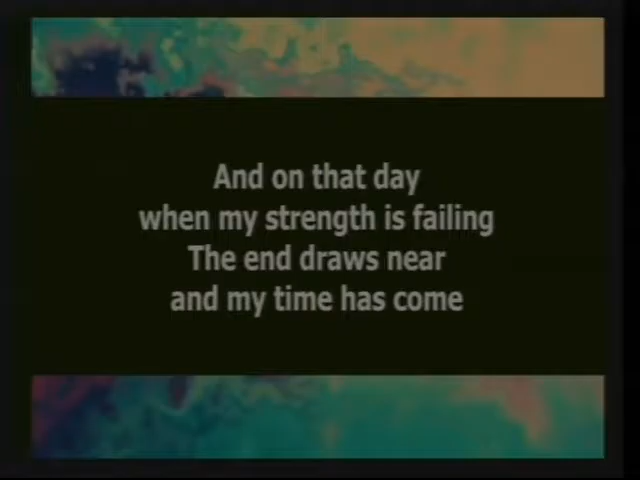 And on that day
when my strength is failing
The end draws near
and my time has come